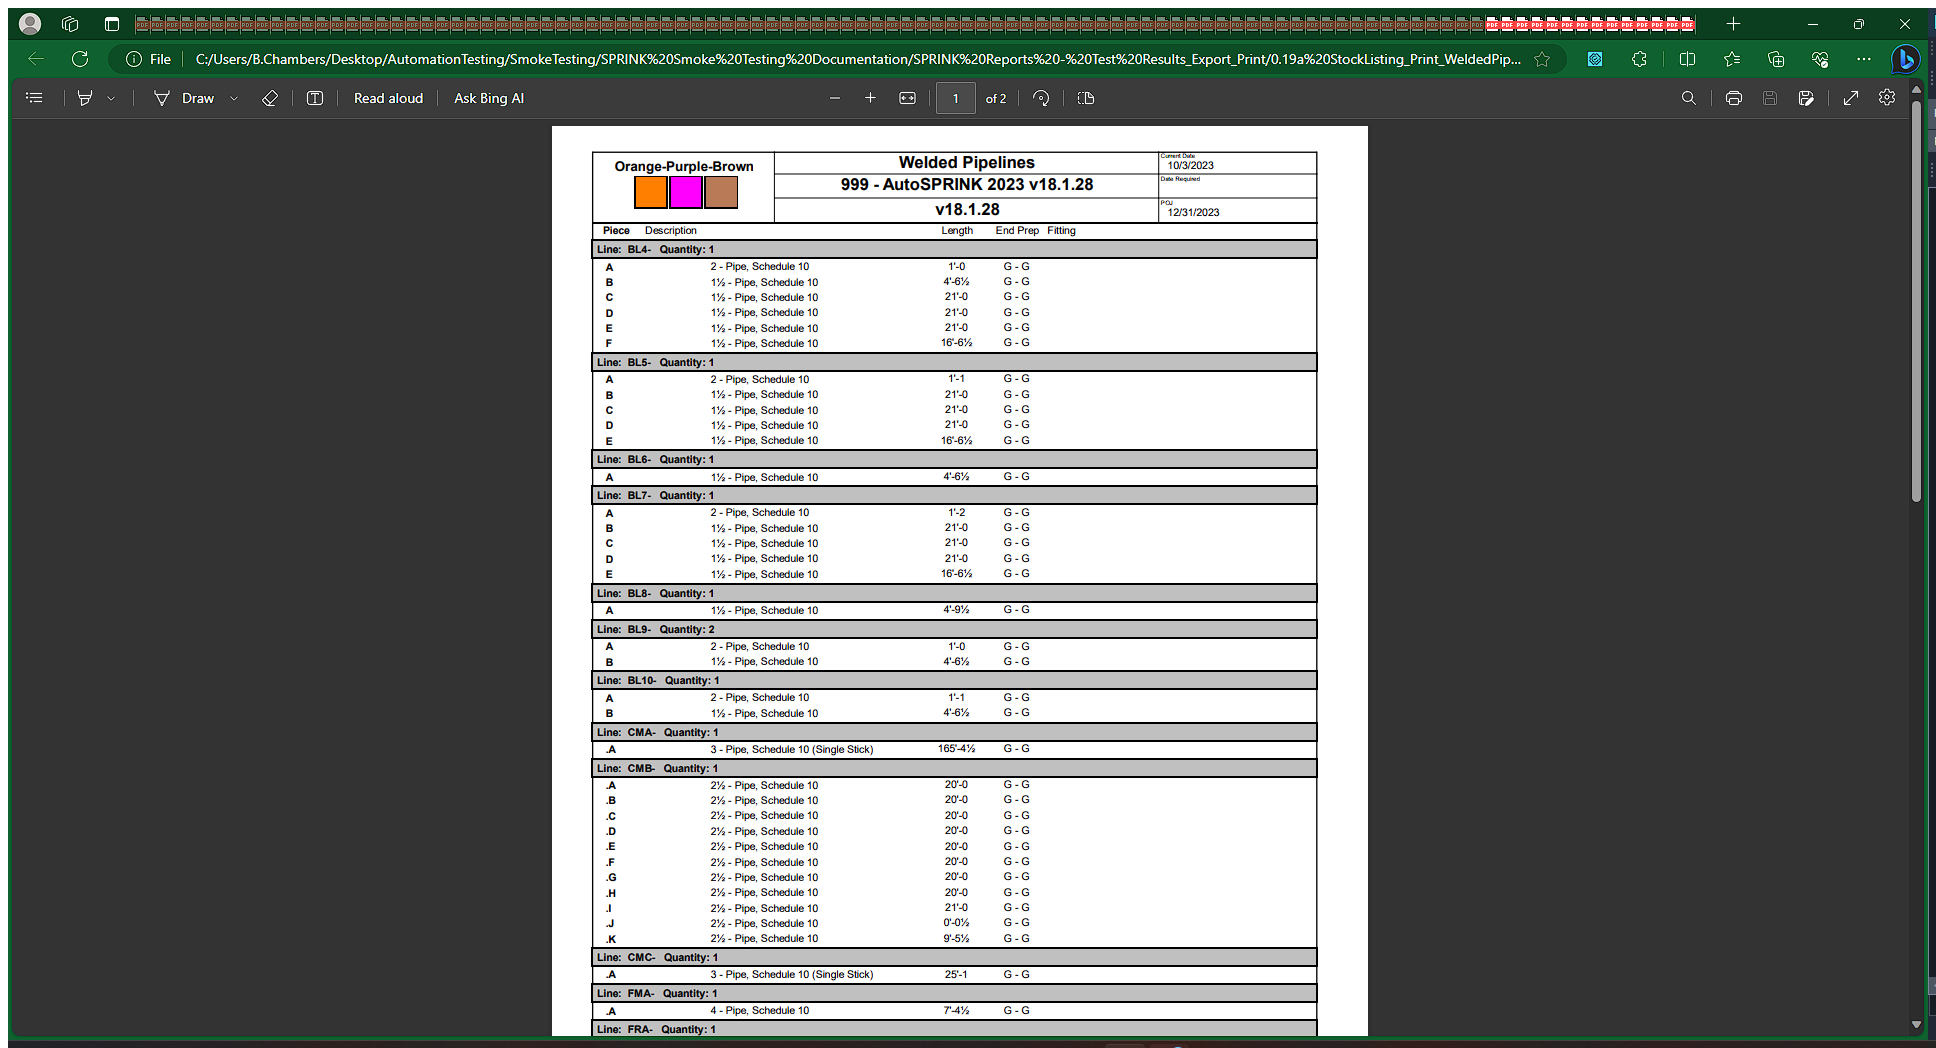 File C:/Users/B.Chambers/Desktop/AutomationTesting/SmokeTesting/SPRINK%20Smoke%20Testing%20Documentation/SPRINK%20Reports%20-%20Test%20Results_Export_Print/0.19a%20StockListing_Print_WeldedPip...
Draw Read aloud Ask Bing AI 1 of 2
Orange-Purple-Brown
Welded Pipelines
999 - AutoSPRINK 2023 v18.1.28
v18.1.28
Current Date
10/3/2023
Date Required
POJ
12/31/2023
Piece Description Length End Prep Fitting
Line: BL4- Quantity: 1
A 2 - Pipe, Schedule 10 1'-0 G - G
B 1½ - Pipe, Schedule 10 4'-6½ G - G
C 1½ - Pipe, Schedule 10 21'-0 G - G
D 1½ - Pipe, Schedule 10 21'-0 G - G
E 1½ - Pipe, Schedule 10 21'-0 G - G
F 1½ - Pipe, Schedule 10 16'-6½ G - G
Line: BL5- Quantity: 1
A 2 - Pipe, Schedule 10 1'-1 G - G
B 1½ - Pipe, Schedule 10 21'-0 G - G
C 1½ - Pipe, Schedule 10 21'-0 G - G
D 1½ - Pipe, Schedule 10 21'-0 G - G
E 1½ - Pipe, Schedule 10 16'-6½ G - G
Line: BL6- Quantity: 1
A 1½ - Pipe, Schedule 10 4'-6½ G - G
Line: BL7- Quantity: 1
A 2 - Pipe, Schedule 10 1'-2 G - G
B 1½ - Pipe, Schedule 10 21'-0 G - G
C 1½ - Pipe, Schedule 10 21'-0 G - G
D 1½ - Pipe, Schedule 10 21'-0 G - G
E 1½ - Pipe, Schedule 10 16'-6½ G - G
Line: BL8- Quantity: 1
A 1½ - Pipe, Schedule 10 4'-9½ G - G
Line: BL9- Quantity: 2
A 2 - Pipe, Schedule 10 1'-0 G - G
B 1½ - Pipe, Schedule 10 4'-6½ G - G
Line: BL10- Quantity: 1
A 2 - Pipe, Schedule 10 1'-1 G - G
B 1½ - Pipe, Schedule 10 4'-6½ G - G
Line: CMA- Quantity: 1
.A 3 - Pipe, Schedule 10 (Single Stick) 165'-4½ G - G
Line: CMB- Quantity: 1
.A 2½ - Pipe, Schedule 10 20'-0 G - G
.B 2½ - Pipe, Schedule 10 20'-0 G - G
.C 2½ - Pipe, Schedule 10 20'-0 G - G
.D 2½ - Pipe, Schedule 10 20'-0 G - G
.E 2½ - Pipe, Schedule 10 20'-0 G - G
.F 2½ - Pipe, Schedule 10 20'-0 G - G
.G 2½ - Pipe, Schedule 10 20'-0 G - G
.H 2½ - Pipe, Schedule 10 20'-0 G - G
.I 2½ - Pipe, Schedule 10 21'-0 G - G
.J 2½ - Pipe, Schedule 10 0'-0½ G - G
.K 2½ - Pipe, Schedule 10 9'-5½ G - G
Line: CMC- Quantity: 1
.A 3 - Pipe, Schedule 10 (Single Stick) 25'-1 G - G
Line: FMA- Quantity: 1
.A 4 - Pipe, Schedule 10 7'-4½ G - G
Line: FRA- Quantity: 1